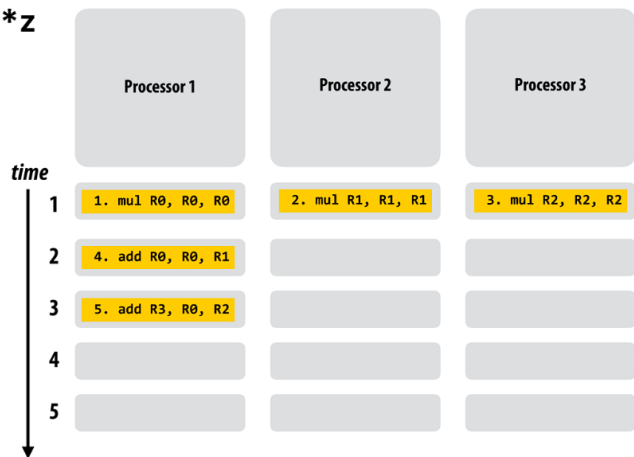 *z
Processor 1 Processor 2 Processor 3
time
1 1. mul R0, R0, R0 2. mul R1, R1, R1 3. mul R2, R2, R2
2 4. add R0, R0, R1
3 5. add R3, R0, R2
4
5